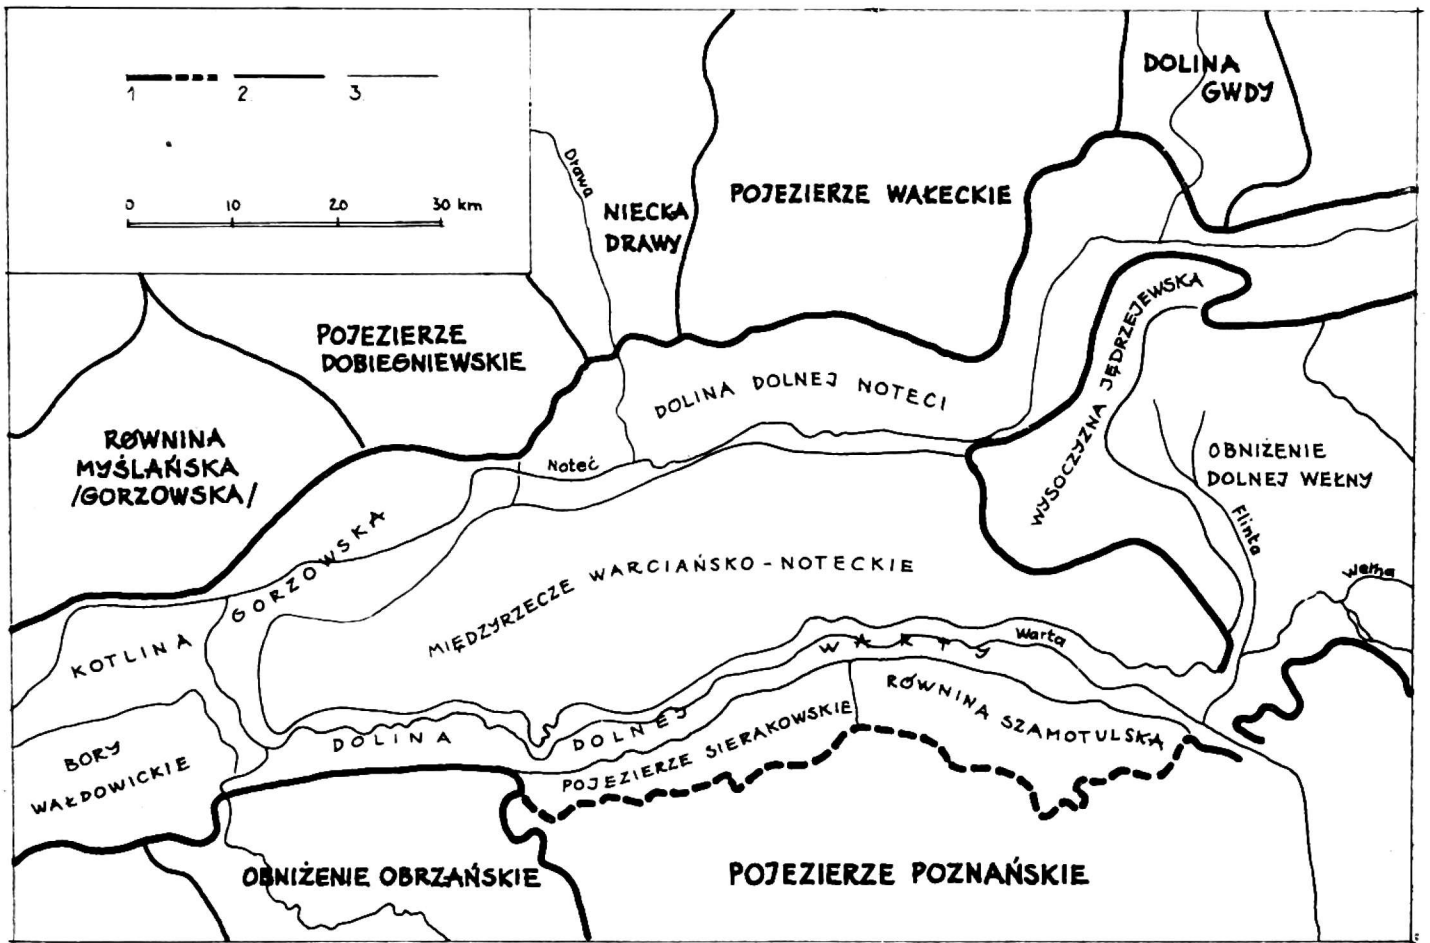 1 2 3
0 10 20 30 km
DOLINA
GWDY
Drawa
NIECKA
DRAWY
POJEZIERZE WAŁECKIE
POJEZIERZE
DOBIEGNIEWSKIE
RÓWNINA
MYŚLAŃSKA
/GORZOWSKA/
DOLINA DOLNEJ NOTECI
WYSOCZYZNA JĘDRZEJEWSKA
Noteć
OBNIŻENIE
DOLNEJ WEŁNY
Flinta
Wełna
KOTLINA GORZOWSKA
MIĘDZYRZECZE WARCIAŃSKO-NOTECKIE
Warta
DOLINA DOLNEJ WARTY
RÓWNINA SZAMOTULSKA
POJEZIERZE SIERAKOWSKIE
BORY
WAŁDOWICKIE
OBNIŻENIE OBRZAŃSKIE
POJEZIERZE POZNAŃSKIE